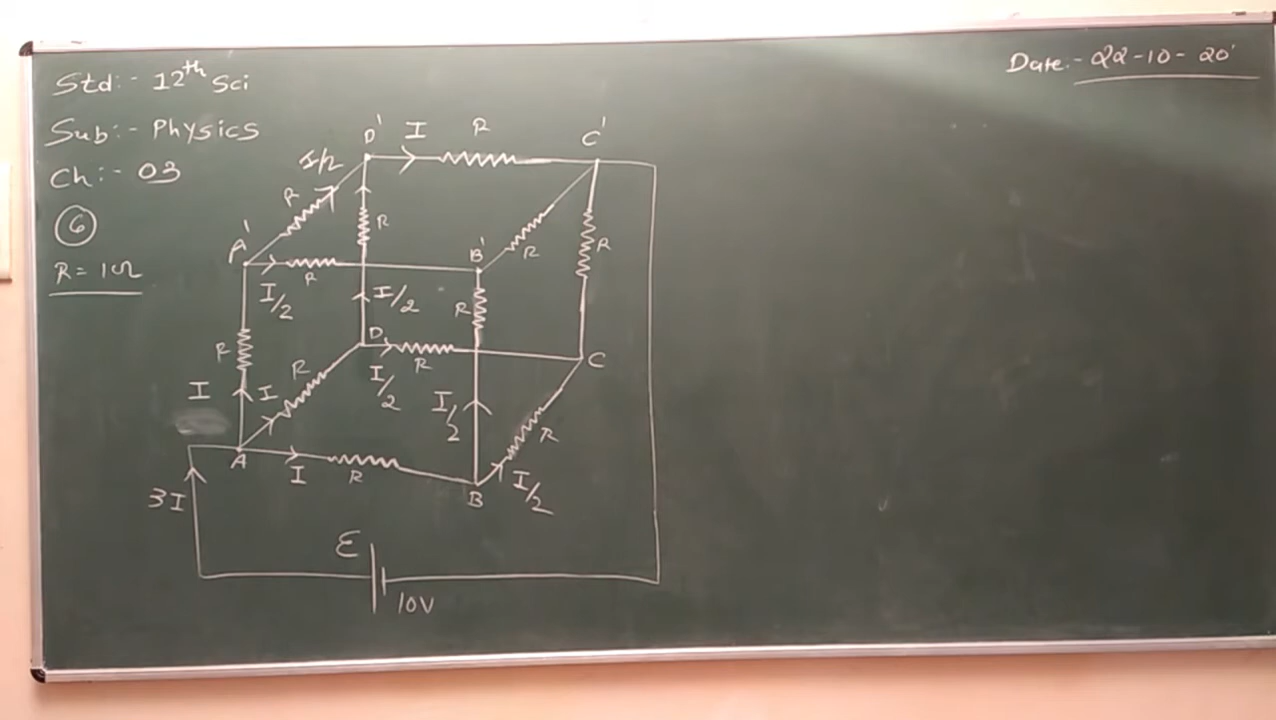 Std:- 12th Sci
Date:- 22-10-20'
Sub:- Physics
Ch:- 03
6
R = 1Ω
D'
I
R
C'
I/2
R
R
A'
R
I/2
B'
R
R
R
I/2
D
R
I/2
C
R
R
I
I
I/2
R
A
I
R
B
I/2
3I
ε
10V